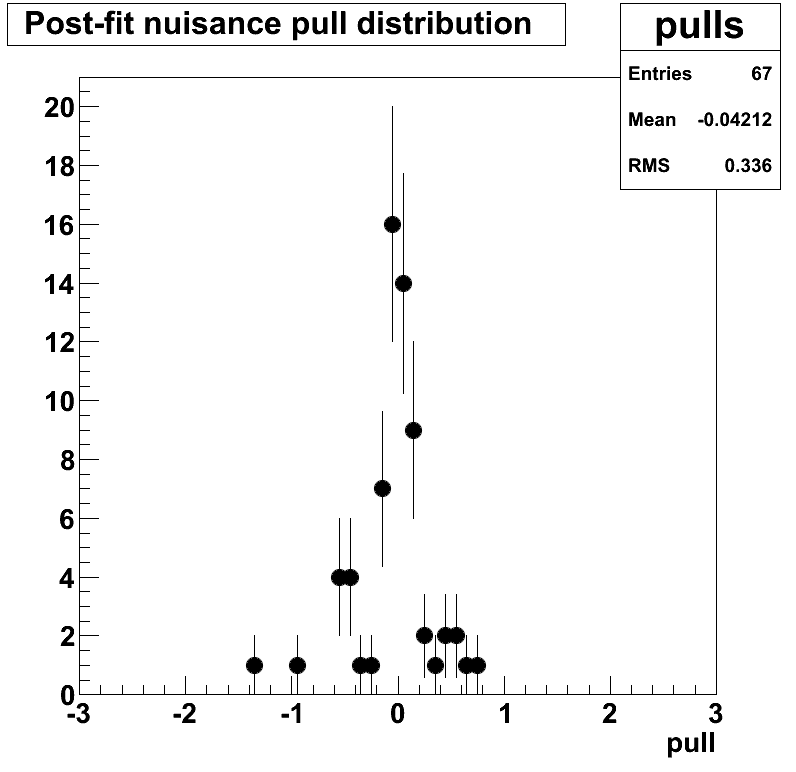 Post-fit nuisance pull distribution
pulls
Entries 67
Mean -0.04212
RMS 0.336
20
18
16
14
12
10
8
6
4
2
0
-3 -2 -1 0 1 2 3
pull